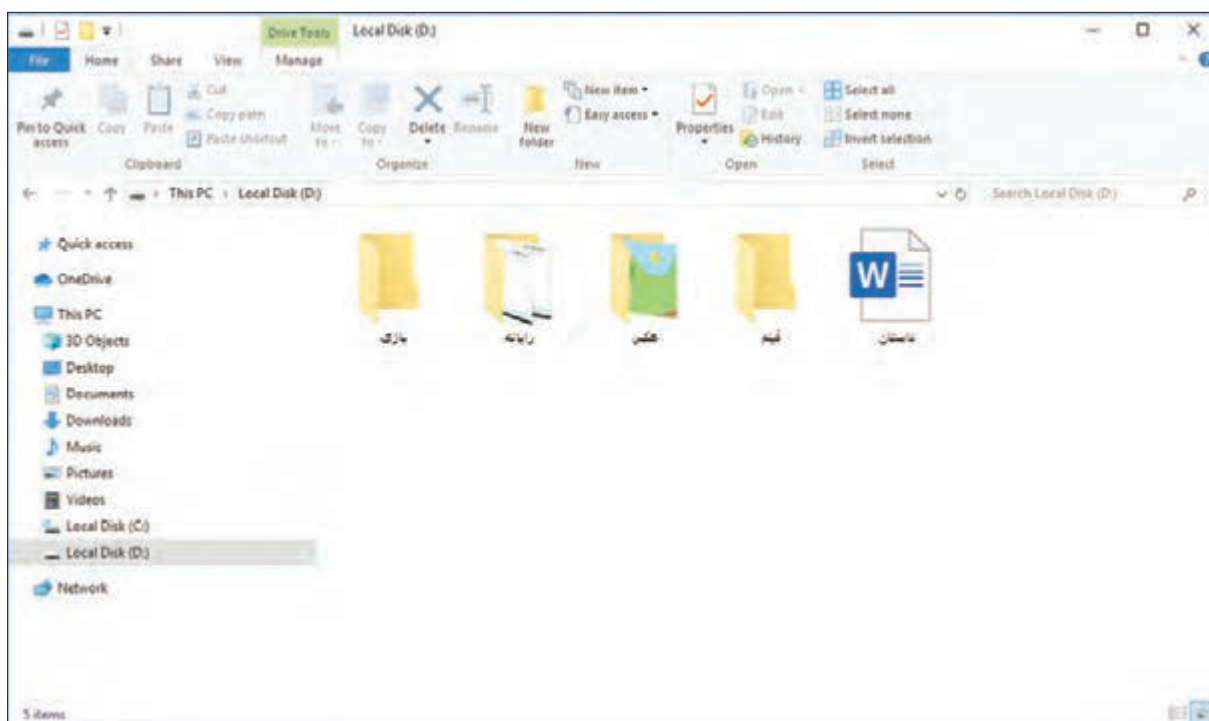 Drive Tools Local Disk (D:)
File Home Share View Manage
Pin to Quick access
Copy
Paste
Cut
Copy path
Paste shortcut
Clipboard
Move to
Copy to
Delete
Rename
Organize
New folder
New item
Easy access
New
Properties
Open
Edit
History
Open
Select all
Select none
Invert selection
Select
This PC › Local Disk (D:)
Search Local Disk (D:)
Quick access
OneDrive
This PC
3D Objects
Desktop
Documents
Downloads
Music
Pictures
Videos
Local Disk (C:)
Local Disk (D:)
Network
بازی
رایانه
عکس
فیلم
داستان
W
5 items